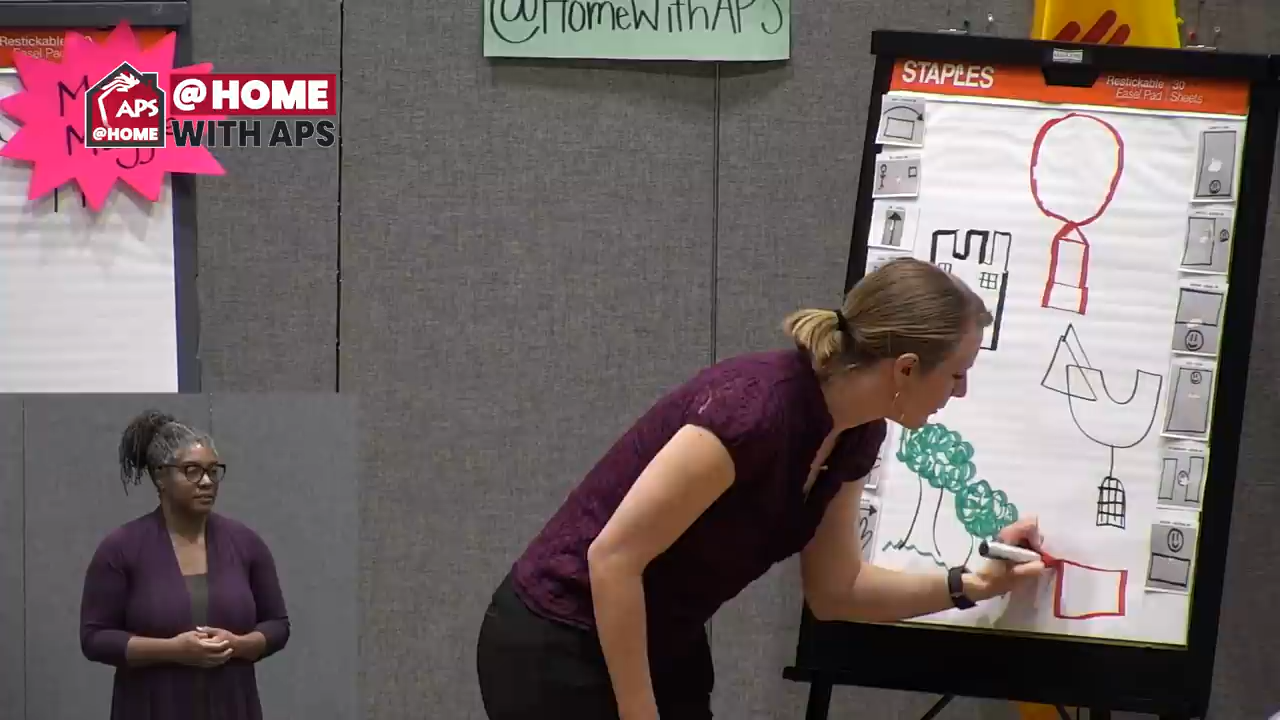 @HomeWithAPS
Restickable
Easel Pad
APS
@HOME
@HOME
WITH APS
STAPLES
Restickable 30
Easel Pad Sheets